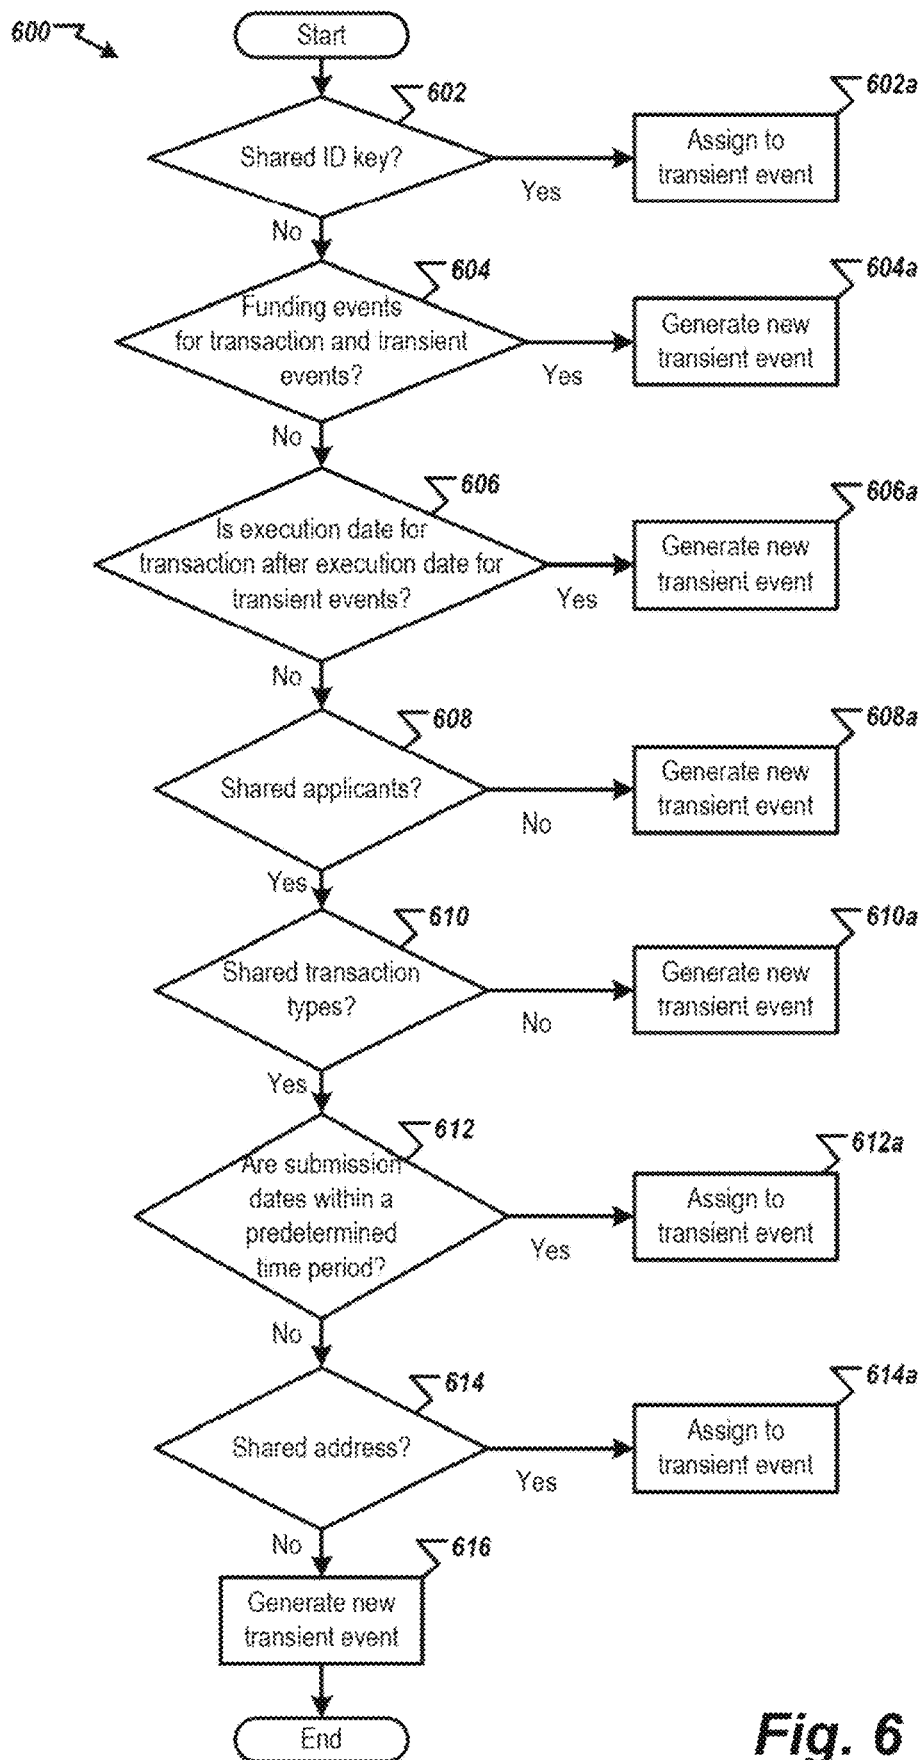 600
Start
602
Shared ID key?
Yes
602a
Assign to
transient event
No
604
Funding events
for transaction and transient
events?
Yes
604a
Generate new
transient event
No
606
Is execution date for
transaction after execution date for
transient events?
Yes
606a
Generate new
transient event
No
608
Shared applicants?
No
608a
Generate new
transient event
Yes
610
Shared transaction
types?
No
610a
Generate new
transient event
Yes
612
Are submission
dates within a
predetermined
time period?
Yes
612a
Assign to
transient event
No
614
Shared address?
Yes
614a
Assign to
transient event
No
616
Generate new
transient event
End
Fig. 6